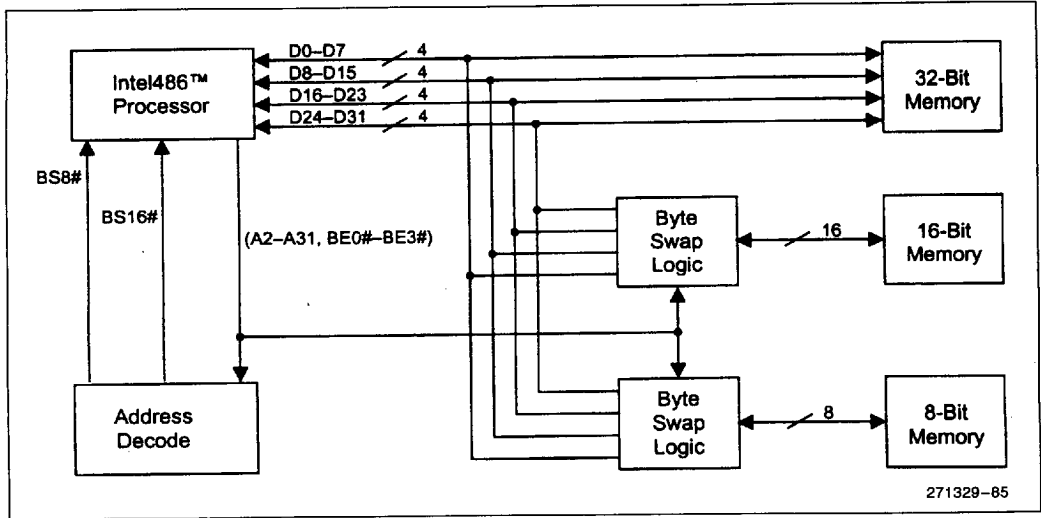 Intel486™
Processor
D0–D7
4
D8–D15
4
D16–D23
4
D24–D31
4
32-Bit
Memory
BS8#
BS16#
(A2–A31, BE0#–BE3#)
Byte
Swap
Logic
16
16-Bit
Memory
Address
Decode
Byte
Swap
Logic
8
8-Bit
Memory
271329–85